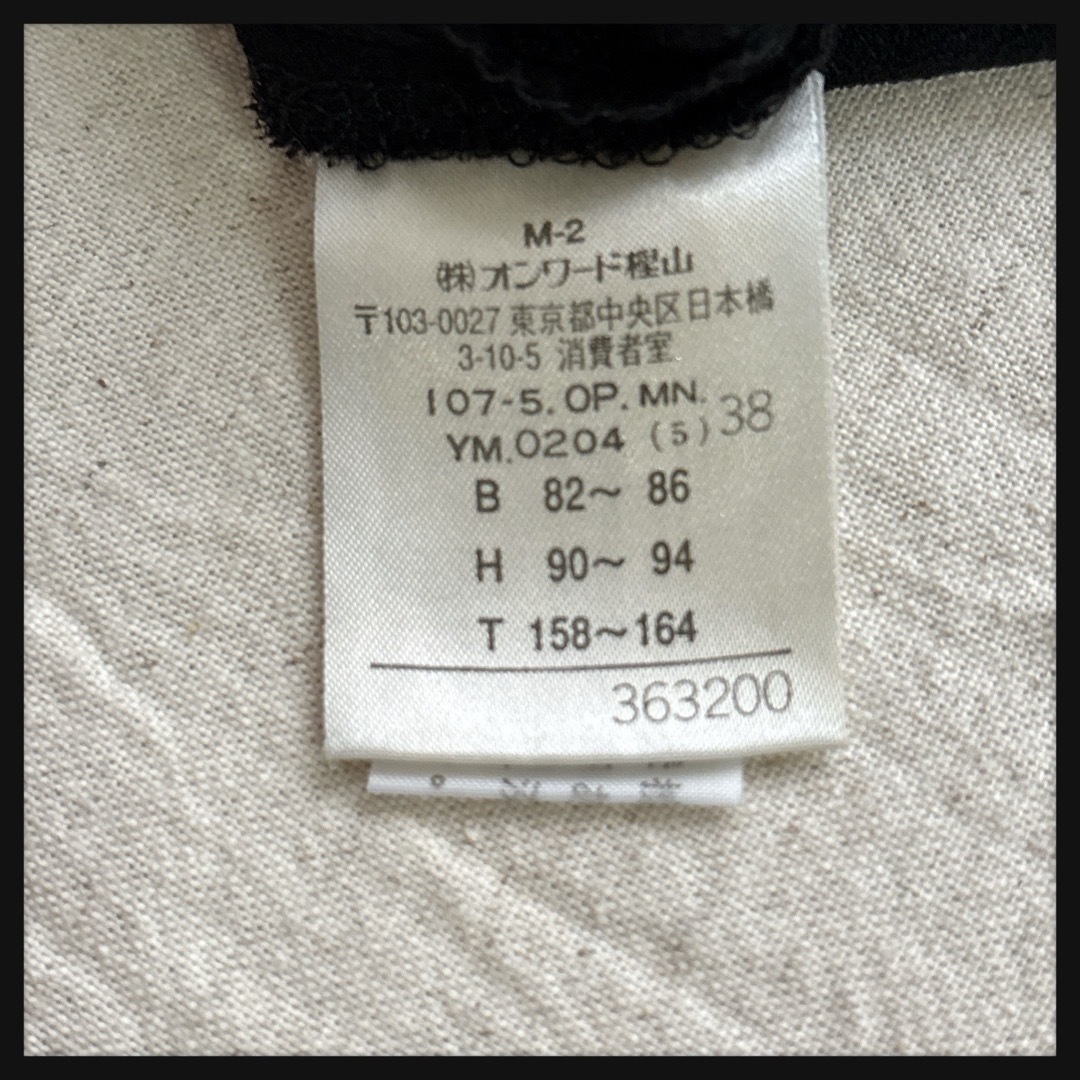 M-2
㈱オンワード樫山
〒103-0027 東京都中央区日本橋
3-10-5 消費者室
107-5.OP.MN.
YM.0204 (5) 38
B 82～ 86
H 90～ 94
T 158～164
363200